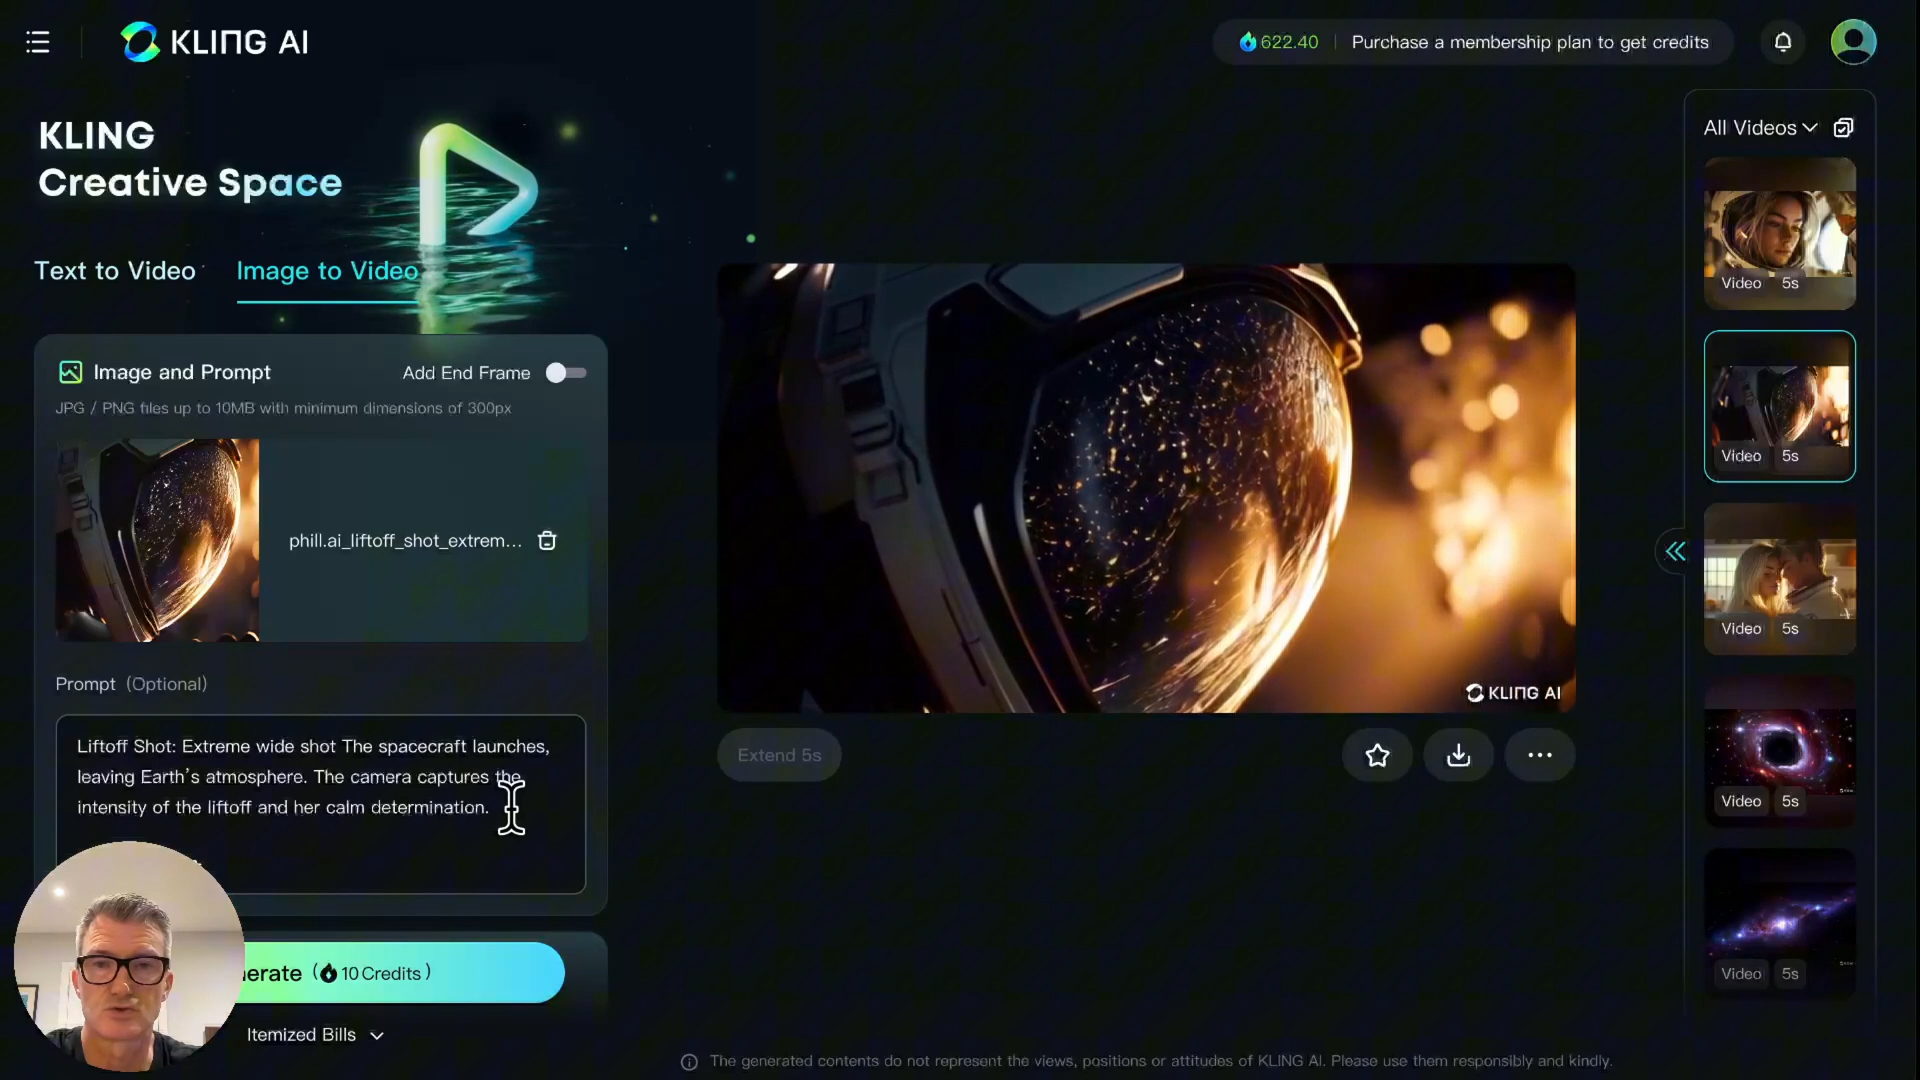 KLING AI
622.40 | Purchase a membership plan to get credits
KLING
Creative Space
Text to Video
Image to Video
Image and Prompt
Add End Frame
JPG / PNG files up to 10MB with minimum dimensions of 300px
phill.ai_liftoff_shot_extrem...
Prompt (Optional)
Liftoff Shot: Extreme wide shot The spacecraft launches,
leaving Earth's atmosphere. The camera captures the
intensity of the liftoff and her calm determination.
erate (10 Credits)
Itemized Bills
KLING AI
Extend 5s
All Videos
Video 5s
Video 5s
Video 5s
Video 5s
Video 5s
The generated contents do not represent the views, positions or attitudes of KLING AI. Please use them responsibly and kindly.